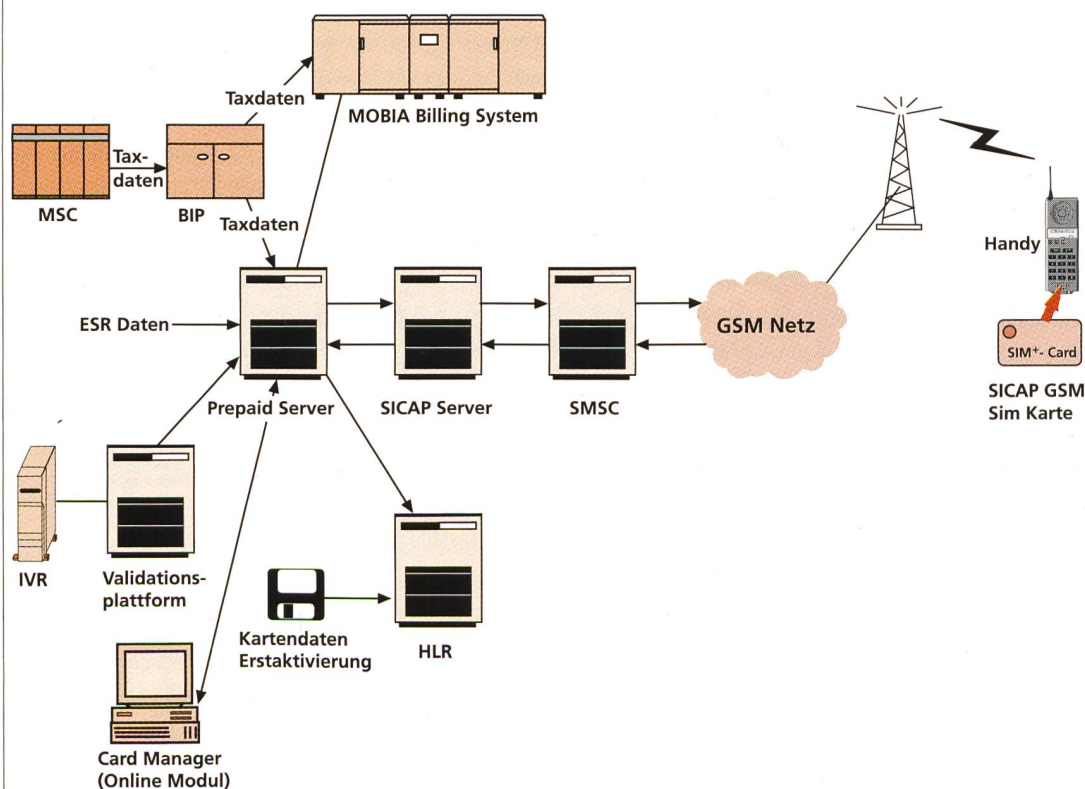 Taxdaten
MOBIA Billing System
Tax-
daten
MSC
BIP
Taxdaten
Handy
ESR Daten
GSM Netz
SIM+- Card
Prepaid Server
SICAP Server
SMSC
SICAP GSM
Sim Karte
IVR
Validations-
plattform
Kartendaten
Erstaktivierung
HLR
Card Manager
(Online Modul)